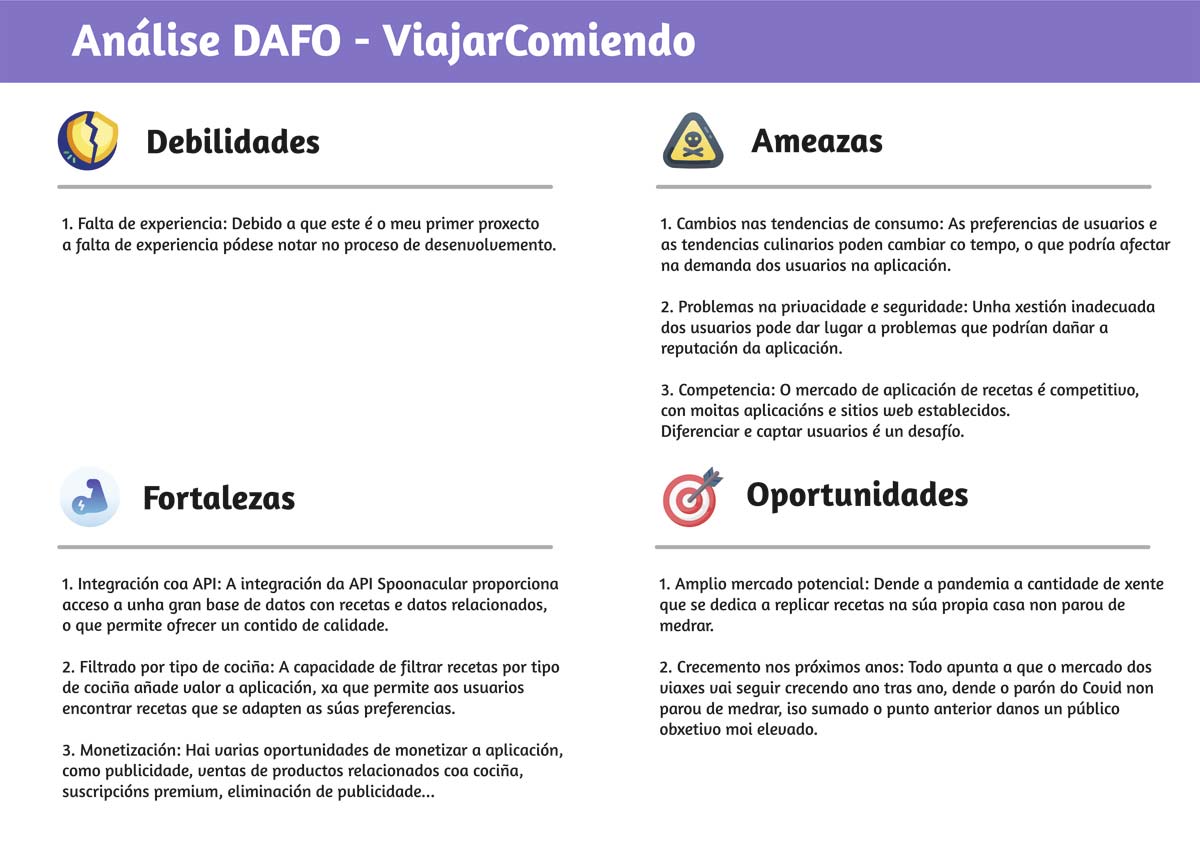 Análise DAFO - ViajarComiendo
Debilidades
1. Falta de experiencia: Debido a que este é o meu primer proxecto
a falta de experiencia pódese notar no proceso de desenvolvemento.
Ameazas
1. Cambios nas tendencias de consumo: As preferencias de usuarios e
as tendencias culinarios poden cambiar co tempo, o que podría afectar
na demanda dos usuarios na aplicación.
2. Problemas na privacidade e seguridade: Unha xestión inadecuada
dos usuarios pode dar lugar a problemas que podrían dañar a
reputación da aplicación.
3. Competencia: O mercado de aplicación de recetas é competitivo,
con moitas aplicacións e sitios web establecidos.
Diferenciar e captar usuarios é un desafío.
Fortalezas
1. Integración coa API: A integración da API Spoonacular proporciona
acceso a unha gran base de datos con recetas e datos relacionados,
o que permite ofrecer un contido de calidade.
2. Filtrado por tipo de cociña: A capacidade de filtrar recetas por tipo
de cociña añade valor a aplicación, xa que permite aos usuarios
encontrar recetas que se adapten as súas preferencias.
3. Monetización: Hai varias oportunidades de monetizar a aplicación,
como publicidade, ventas de productos relacionados coa cociña,
suscripcións premium, eliminación de publicidade...
Oportunidades
1. Amplio mercado potencial: Dende a pandemia a cantidade de xente
que se dedica a replicar recetas na súa propia casa non parou de
medrar.
2. Crecemento nos próximos anos: Todo apunta a que o mercado dos
viaxes vai seguir crecendo ano tras ano, dende o parón do Covid non
parou de medrar, iso sumado o punto anterior danos un público
obxetivo moi elevado.